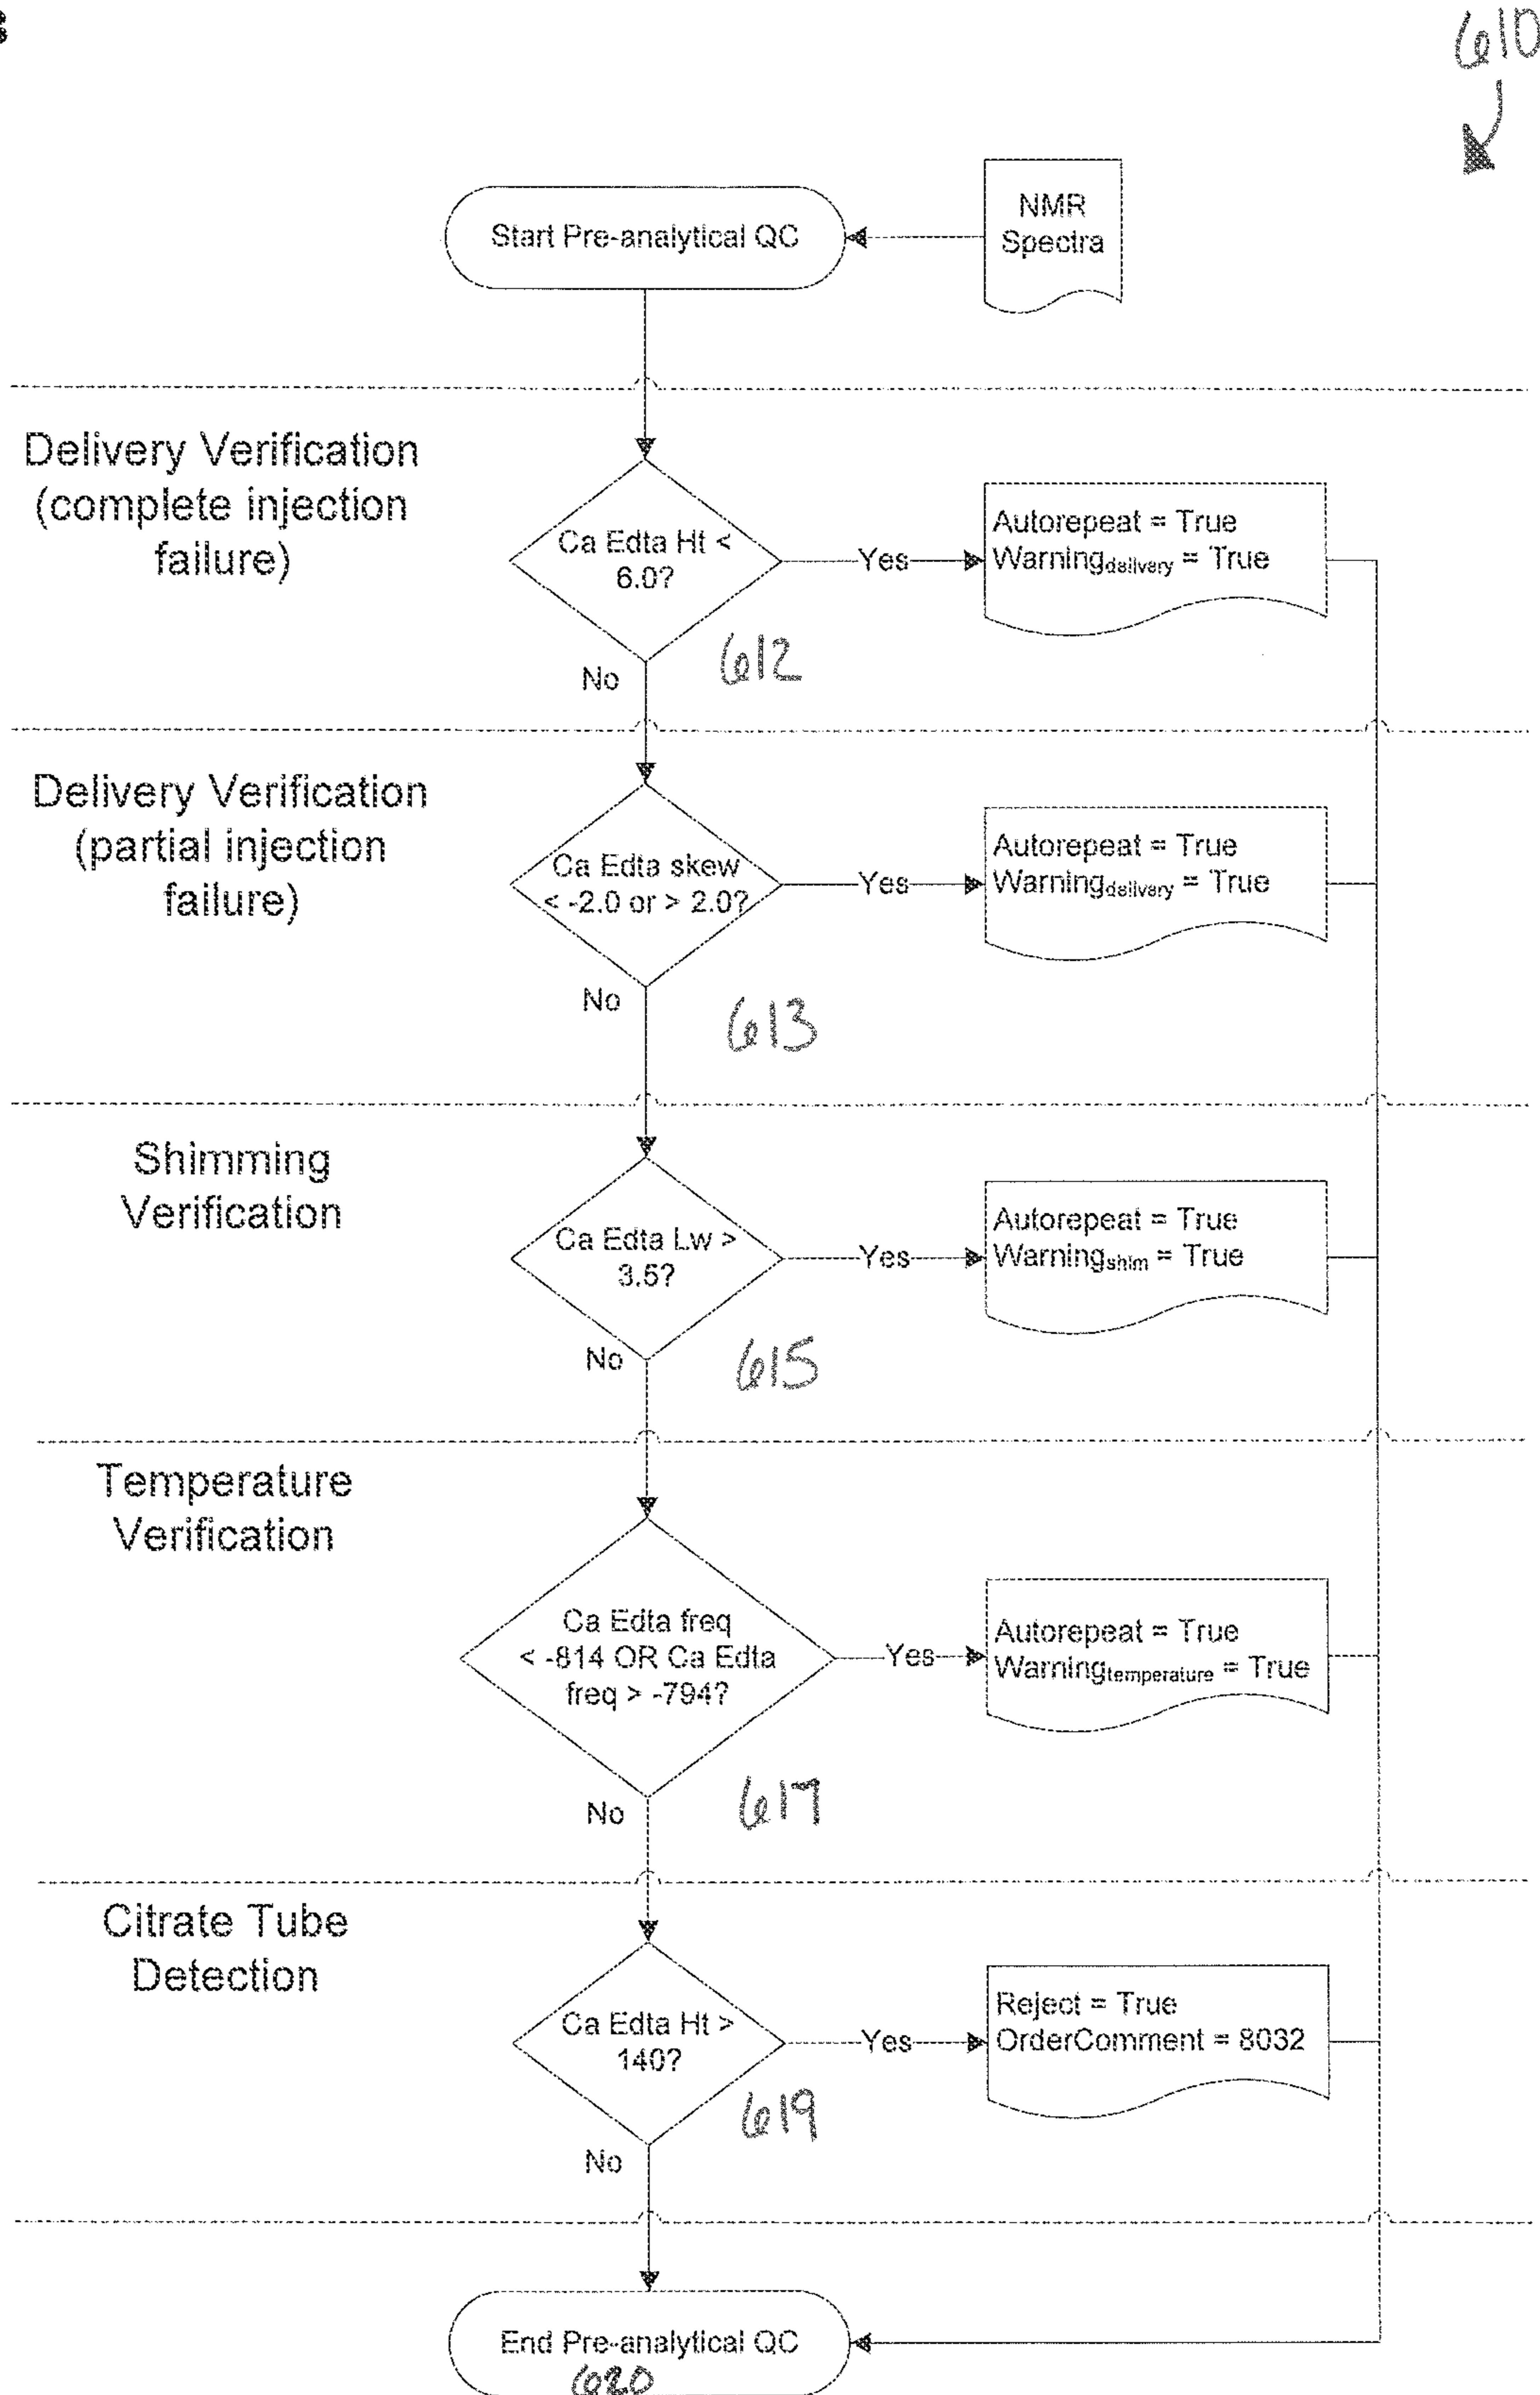 610
Start Pre-analytical QC
NMR
Spectra
Delivery Verification
(complete injection
failure)
Ca Edta Ht <
6.0?
Yes
Autorepeat = True
Warningdelivery = True
612
No
Delivery Verification
(partial injection
failure)
Ca Edta skew
< -2.0 or > 2.0?
Yes
Autorepeat = True
Warningdelivery = True
No
613
Shimming
Verification
Ca Edta Lw >
3.5?
Yes
Autorepeat = True
Warningshim = True
No
615
Temperature
Verification
Ca Edta freq
< -814 OR Ca Edta
freq > -794?
Yes
Autorepeat = True
Warningtemperature = True
No
617
Citrate Tube
Detection
Ca Edta Ht >
140?
Yes
Reject = True
OrderComment = 8032
619
No
End Pre-analytical QC
620